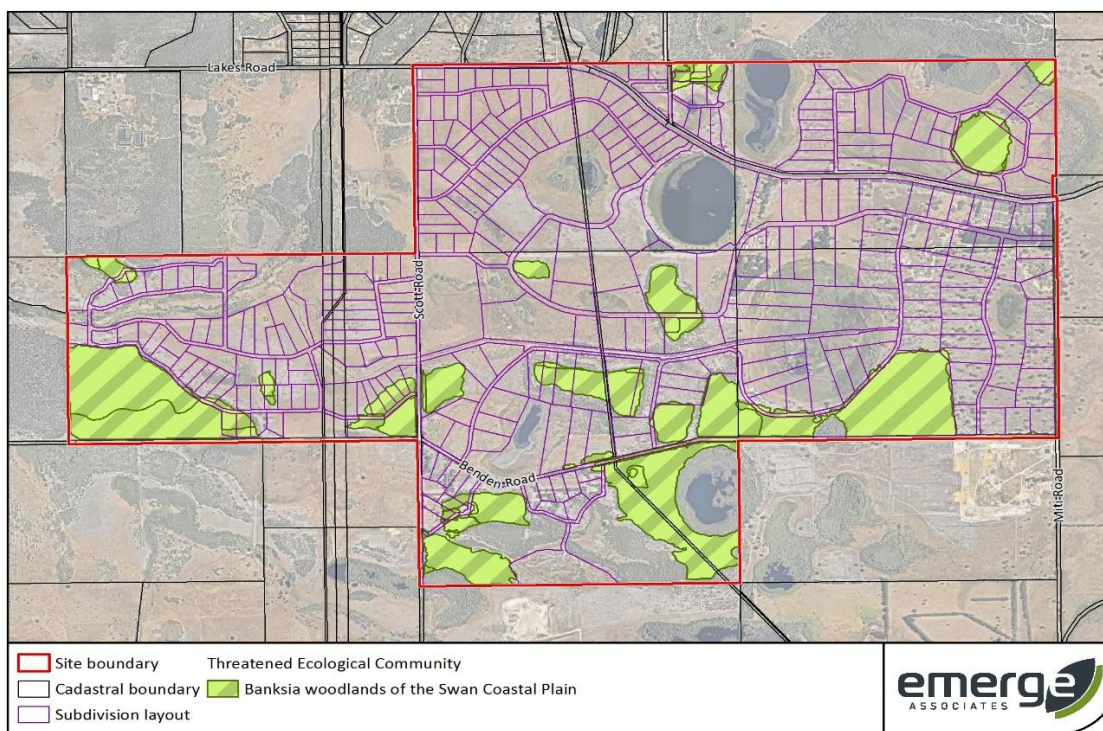 Lakes Road
Scott Road
Benden Road
Miti Road
Site boundary
Threatened Ecological Community
Cadastral boundary
Banksia woodlands of the Swan Coastal Plain
Subdivision layout
emerge
ASSOCIATES